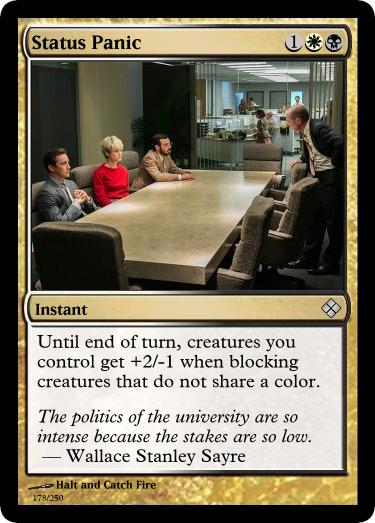 Status Panic 1
Instant
Until end of turn, creatures you
control get +2/-1 when blocking
creatures that do not share a color.
The politics of the university are so
intense because the stakes are so low.
— Wallace Stanley Sayre
Halt and Catch Fire
178/250